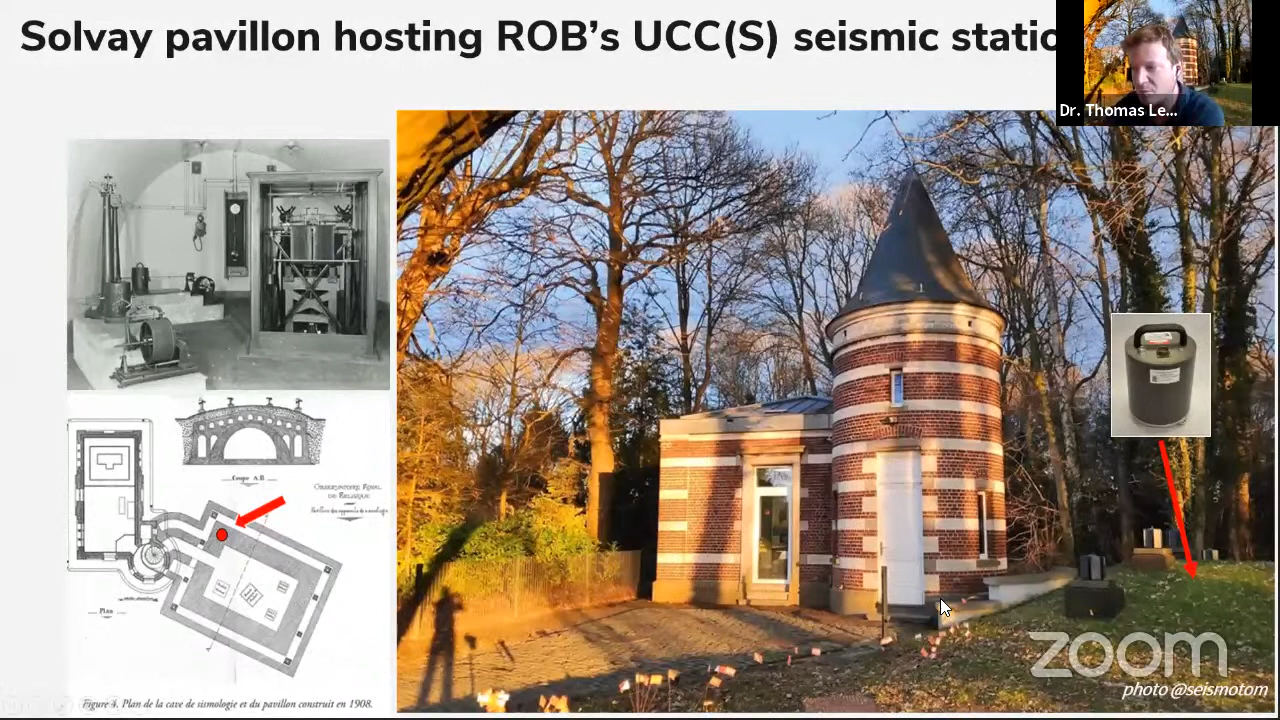 Solvay pavillon hosting ROB's UCC(S) seismic statio
Dr. Thomas Le...
Coupe A.B
OBSERVATOIRE ROYAL
DE BELGIQUE
Plan
Figure 4. Plan de la cave de sismologie et du pavillon construit en 1908.
zoom
photo @seismotom